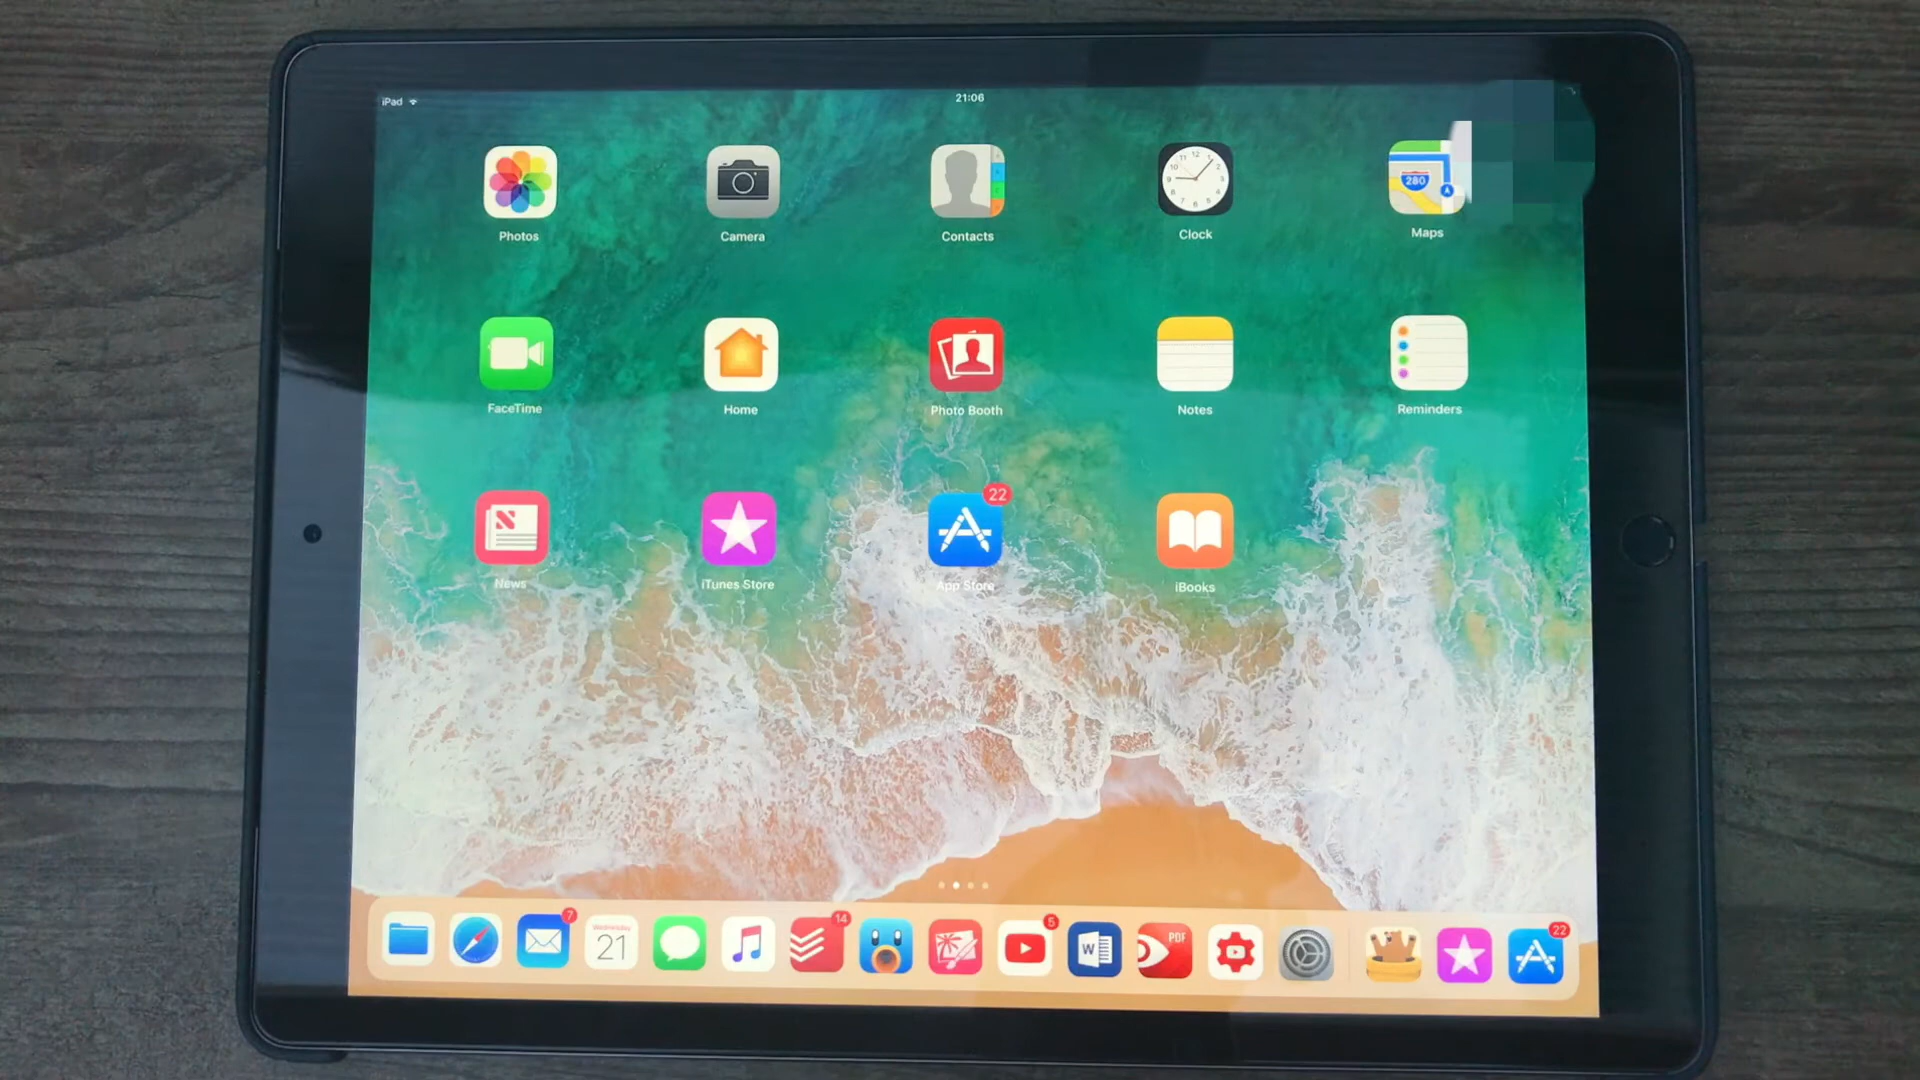 iPad
21:06
Photos
Camera
Contacts
Clock
280
Maps
FaceTime
Home
Photo Booth
Notes
Reminders
22
News
iTunes Store
App Store
iBooks
7
Wednesday
21
14
5
W
PDF
22